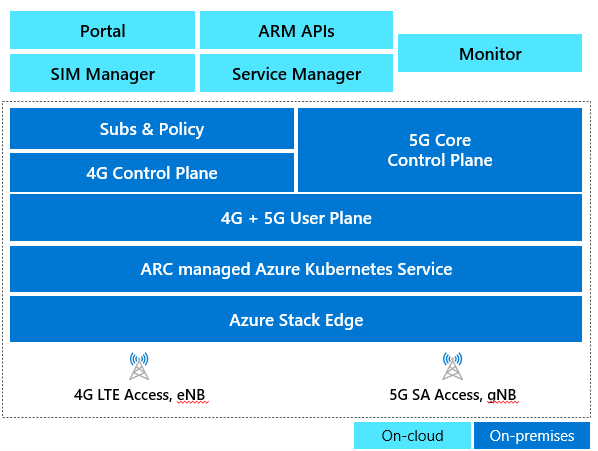 Portal
ARM APIs
Monitor
SIM Manager
Service Manager
Subs & Policy
5G Core
Control Plane
4G Control Plane
4G + 5G User Plane
ARC managed Azure Kubernetes Service
Azure Stack Edge
4G LTE Access, eNB
5G SA Access, gNB
On-cloud
On-premises